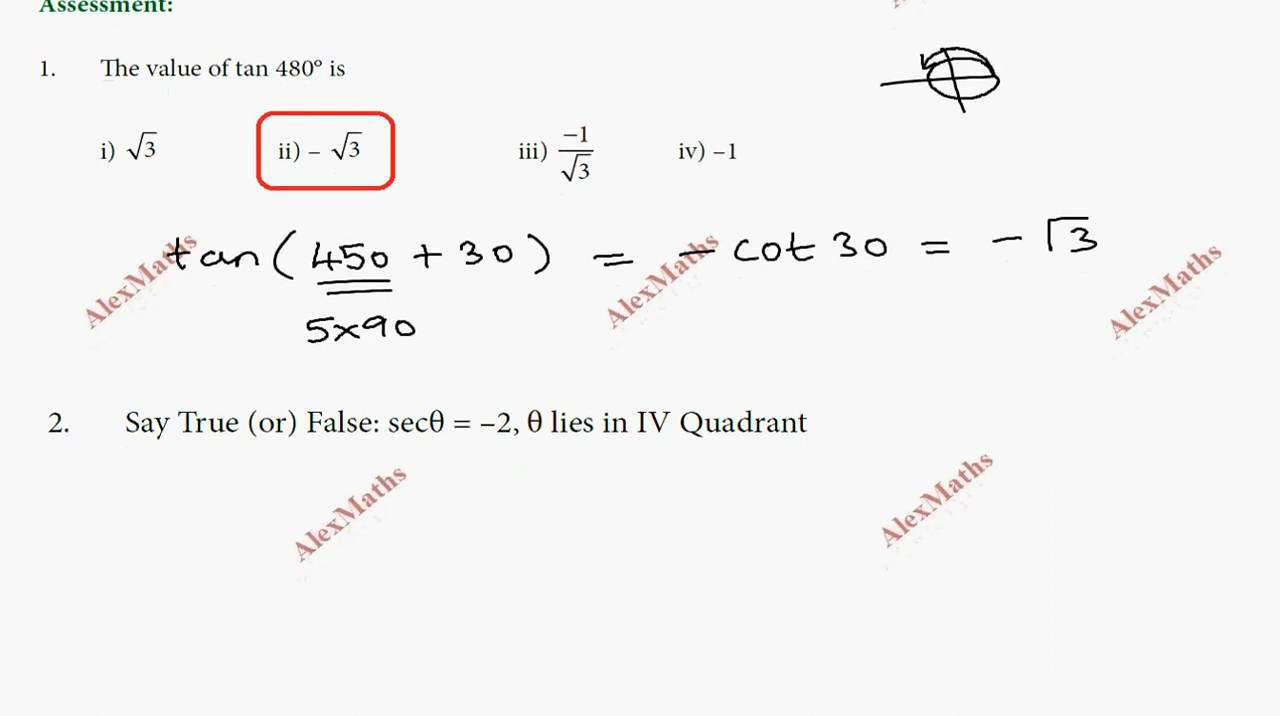 Assessment:
1. The value of tan 480° is
i) √3 ii) – √3 iii) −1/√3 iv) –1
tan (450 + 30) = − cot 30 = − √3
5×90
AlexMaths AlexMaths AlexMaths
2. Say True (or) False: secθ = –2, θ lies in IV Quadrant
AlexMaths AlexMaths